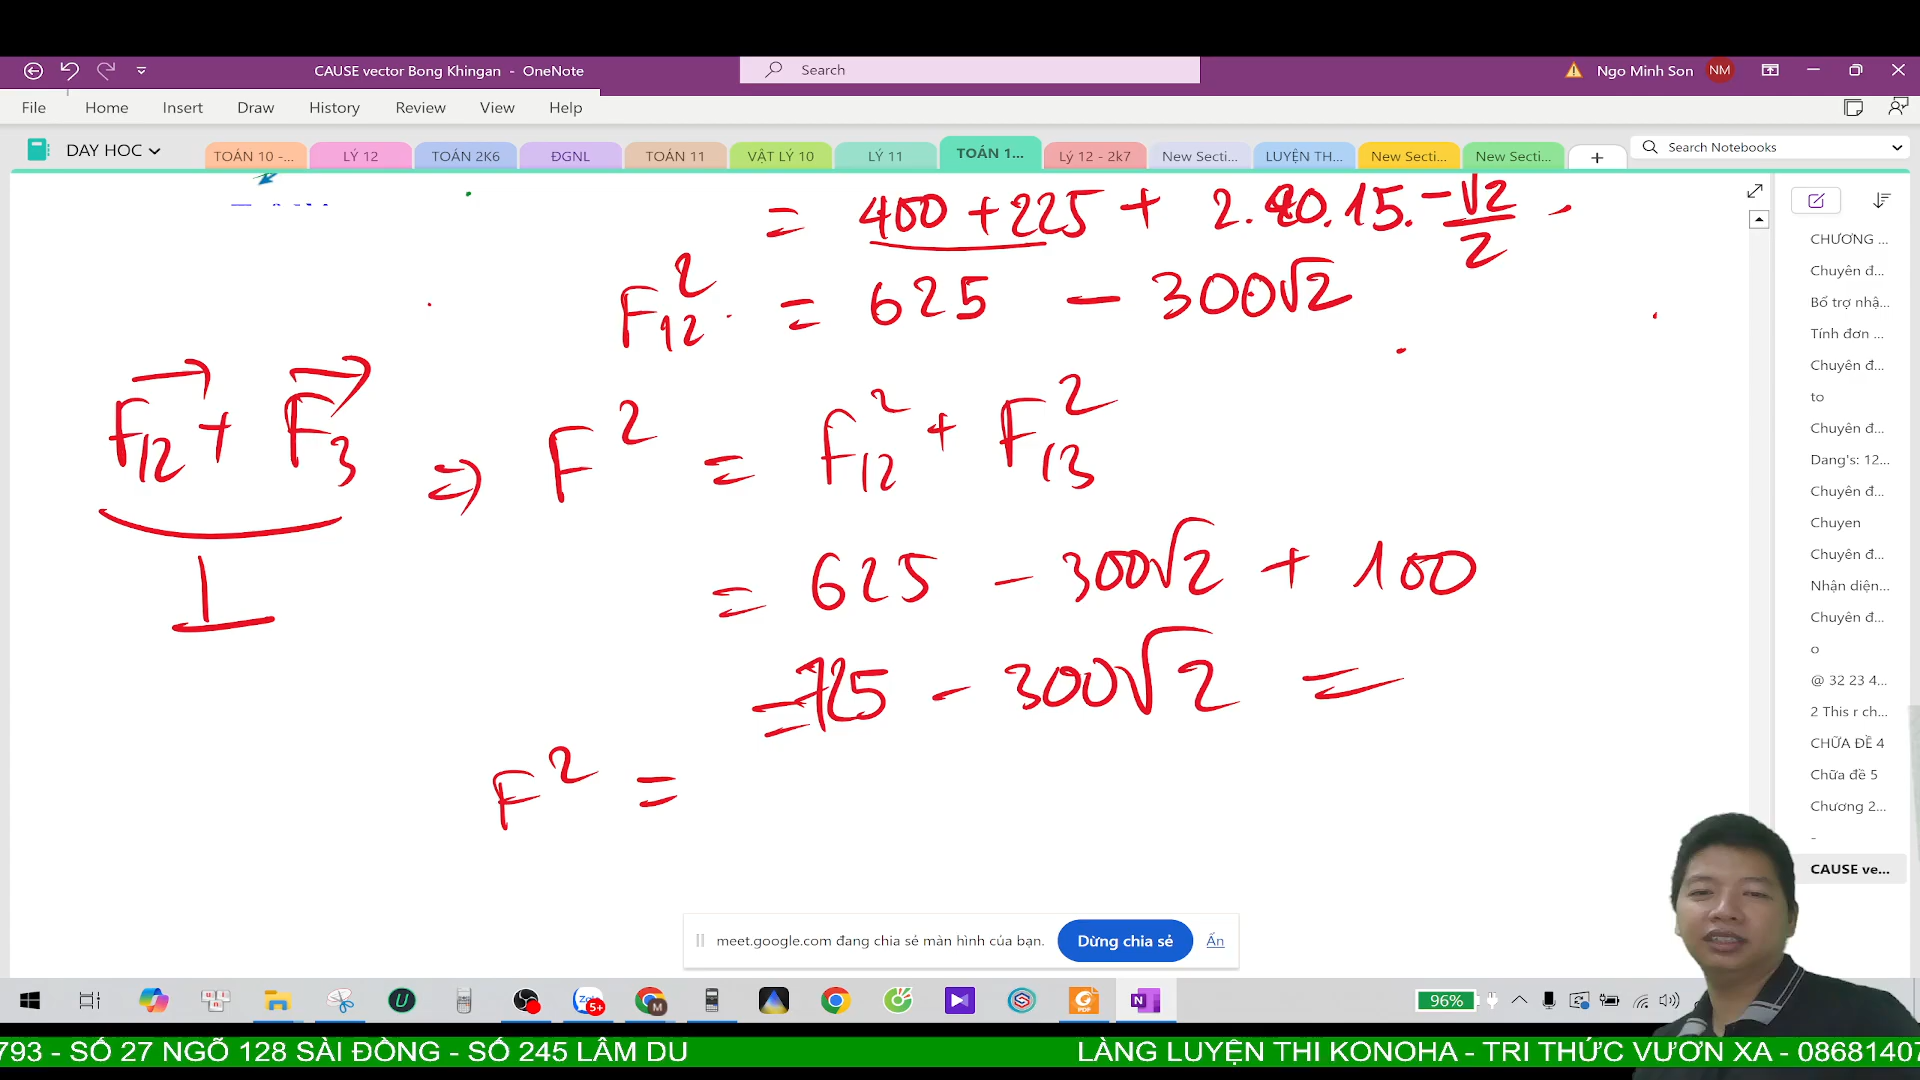 CAUSE vector Bong Khingan - OneNote
Search
Ngo Minh Son NM
File Home Insert Draw History Review View Help
DAY HOC
TOÁN 10 -... LÝ 12 TOÁN 2K6 ĐGNL TOÁN 11 VẬT LÝ 10 LÝ 11 TOÁN 1... Lý 12 - 2k7 New Secti... LUYỆN TH... New Secti... New Secti... +
Search Notebooks
= 400 + 225 + 2.20.15. -√2/2
F₁₂² = 625 - 300√2
F₁₂ + F₃ => F² = F₁₂² + F₁₃²
= 625 - 300√2 + 100
= 725 - 300√2 =
F² =
CHƯƠNG ...
Chuyên đ...
Bổ trợ nhậ...
Tính đơn ...
Chuyên đ...
to
Chuyên đ...
Dang's: 12...
Chuyên đ...
Chuyen
Chuyên đ...
Nhận diện...
Chuyên đ...
o
@ 32 23 4...
2 This r ch...
CHỮA ĐỀ 4
Chữa đề 5
Chương 2...
-
CAUSE ve...
meet.google.com đang chia sẻ màn hình của bạn. Dừng chia sẻ Ẩn
96%
793 - SỐ 27 NGÕ 128 SÀI ĐỒNG - SỐ 245 LÂM DU
LÀNG LUYỆN THI KONOHA - TRI THỨC VƯƠN XA - 08681407